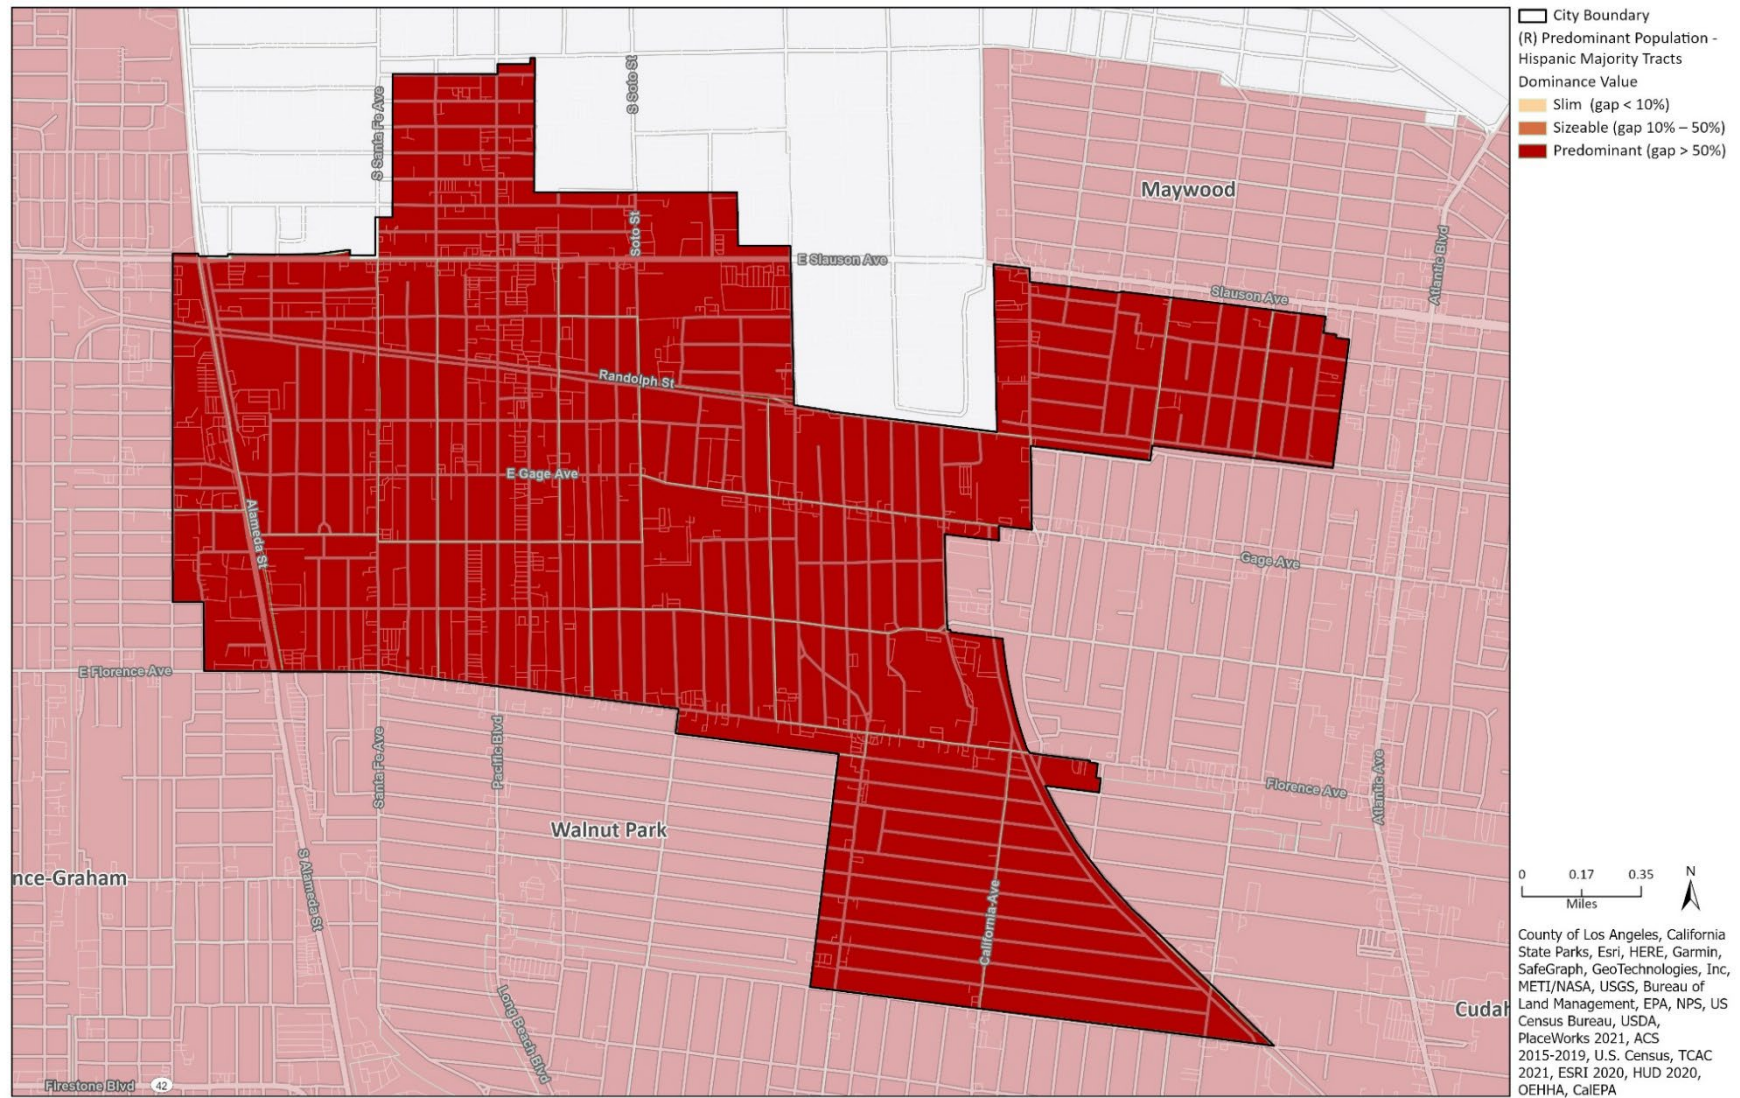 City Boundary
(R) Predominant Population -
Hispanic Majority Tracts
Dominance Value
Slim (gap < 10%)
Sizeable (gap 10% – 50%)
Predominant (gap > 50%)
S Santa Fe Ave
S Soto St
Maywood
Soto St
Atlantic Blvd
E Slauson Ave
Slauson Ave
Randolph St
E Gage Ave
Alameda St
Gage Ave
E Florence Ave
Santa Fe Ave
Pacific Blvd
Florence Ave
Atlantic Ave
Walnut Park
nce-Graham
S Alameda St
California Ave
Long Beach Blvd
Cudah
Firestone Blvd
42
0 0.17 0.35
Miles
N
County of Los Angeles, California
State Parks, Esri, HERE, Garmin,
SafeGraph, GeoTechnologies, Inc,
METI/NASA, USGS, Bureau of
Land Management, EPA, NPS, US
Census Bureau, USDA,
PlaceWorks 2021, ACS
2015-2019, U.S. Census, TCAC
2021, ESRI 2020, HUD 2020,
OEHHA, CalEPA